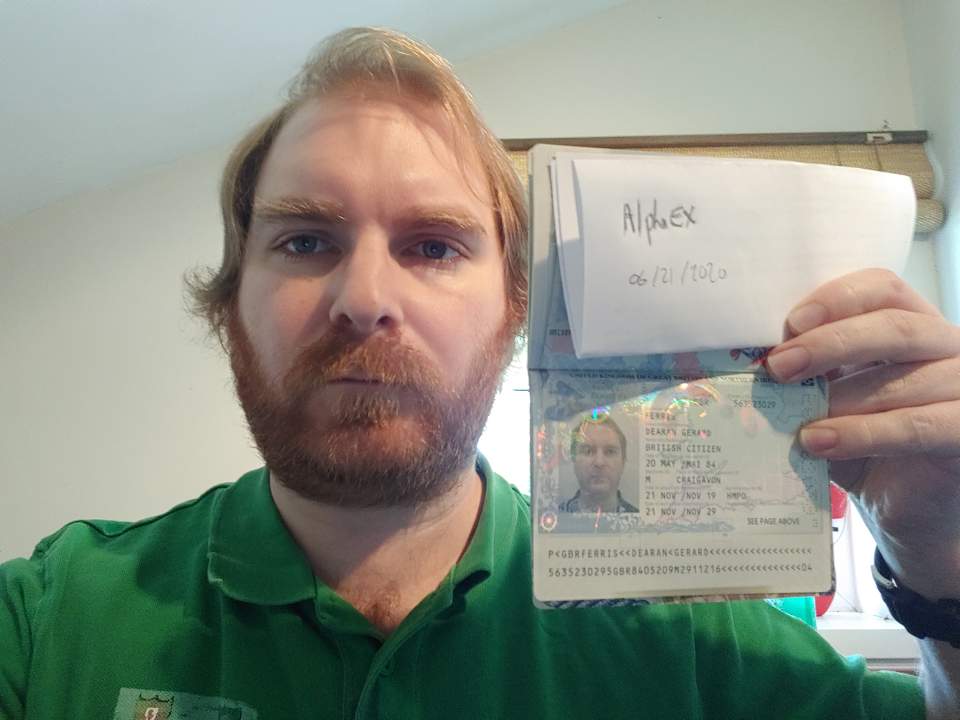 AlphaEX
06/21/2020
563523029
FERRIS
DEARAN GERARD
BRITISH CITIZEN
20 MAY /MAI 84
M CRAIGAVON
21 NOV /NOV 19 HMPO
21 NOV /NOV 29
SEE PAGE ABOVE
P<GBRFERRIS<<DEARAN<GERARD<<<<<<<<<<<<<<<<<<
5635230295GBR8405209M2911216<<<<<<<<<<<<<<04